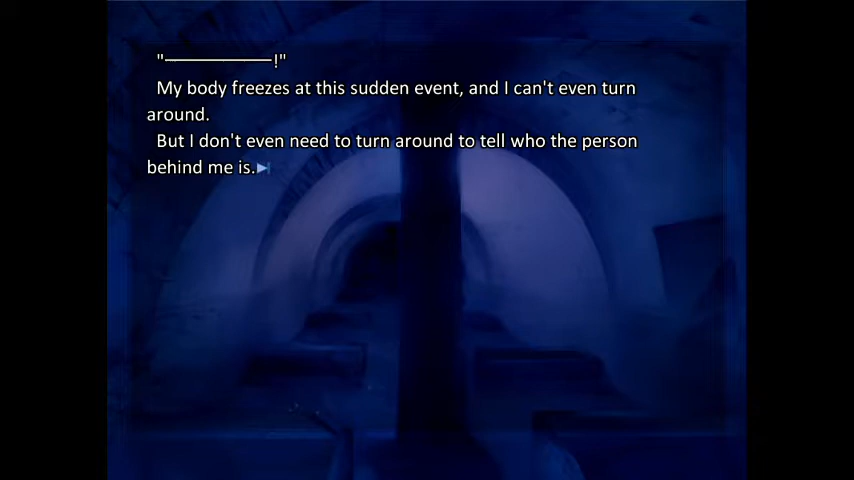 "―――――――!"
My body freezes at this sudden event, and I can't even turn
around.
But I don't even need to turn around to tell who the person
behind me is.